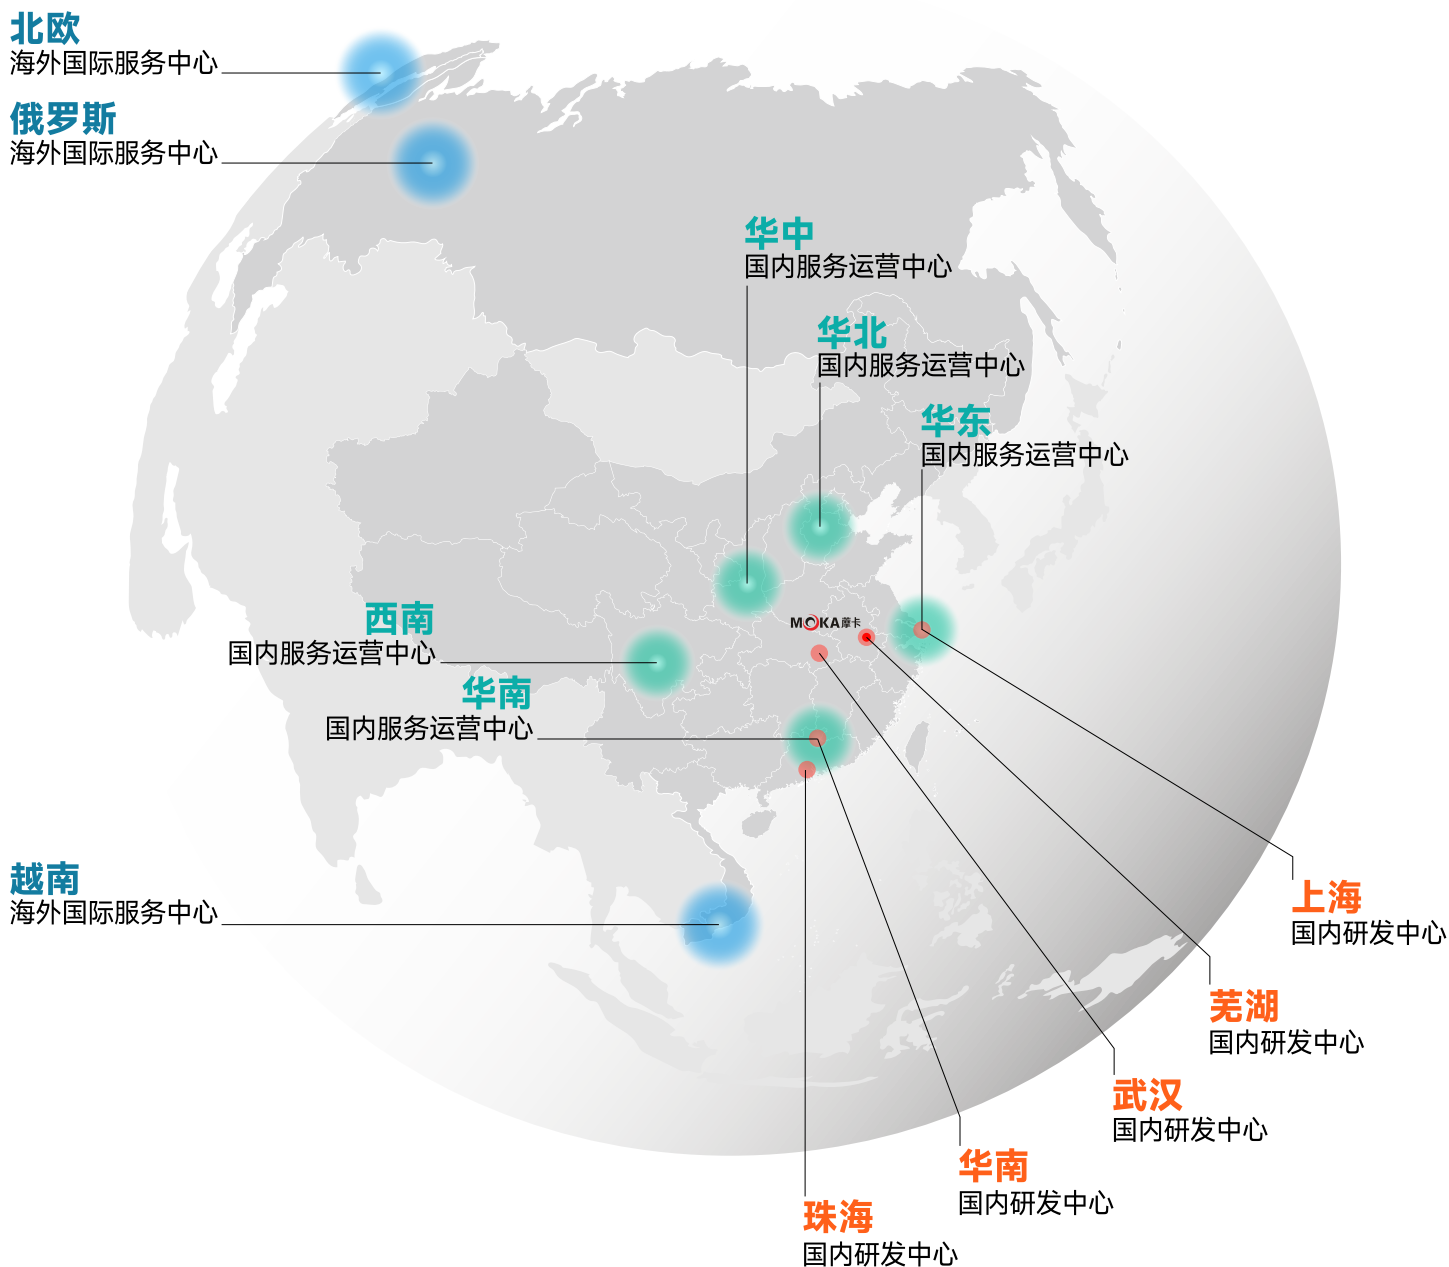 北欧
海外国际服务中心
俄罗斯
海外国际服务中心
华中
国内服务运营中心
华北
国内服务运营中心
华东
国内服务运营中心
西南
国内服务运营中心
MOKA摩卡
华南
国内服务运营中心
越南
海外国际服务中心
上海
国内研发中心
芜湖
国内研发中心
武汉
国内研发中心
华南
国内研发中心
珠海
国内研发中心